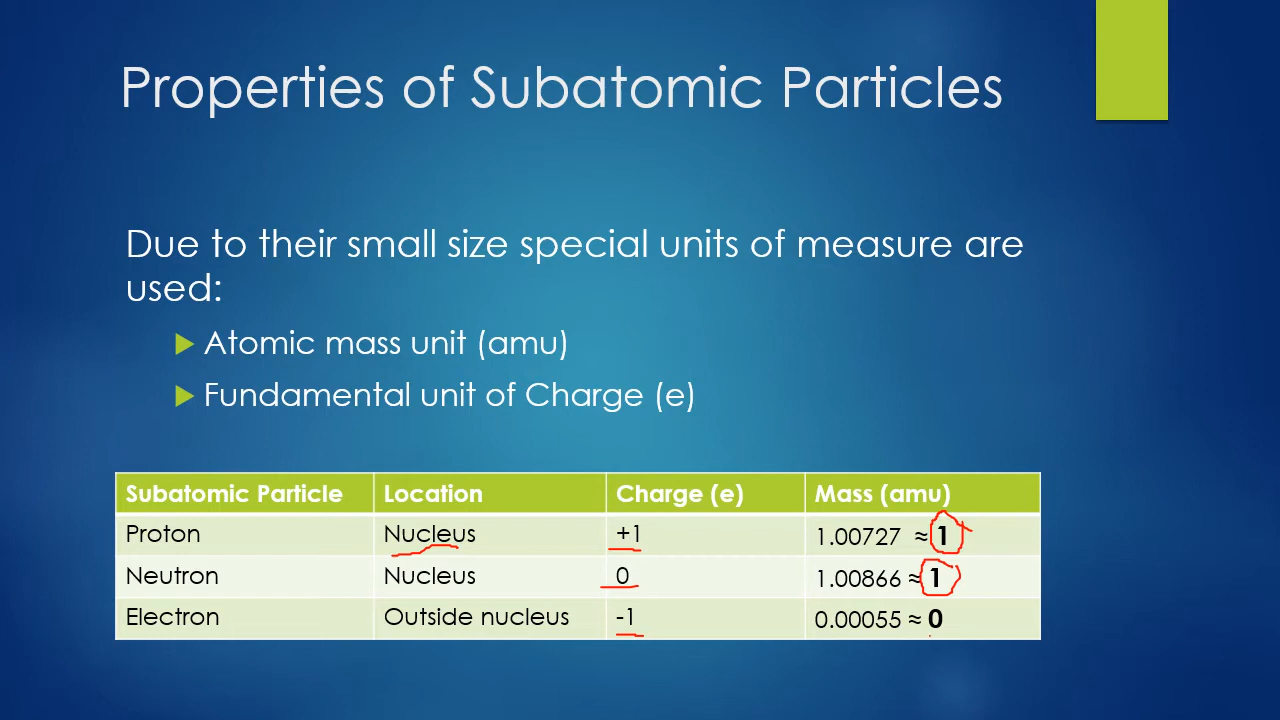 Properties of Subatomic Particles
Due to their small size special units of measure are
used:
Atomic mass unit (amu)
Fundamental unit of Charge (e)
Subatomic Particle Location Charge (e) Mass (amu)
Proton Nucleus +1 1.00727 ≈ 1
Neutron Nucleus 0 1.00866 ≈ 1
Electron Outside nucleus -1 0.00055 ≈ 0